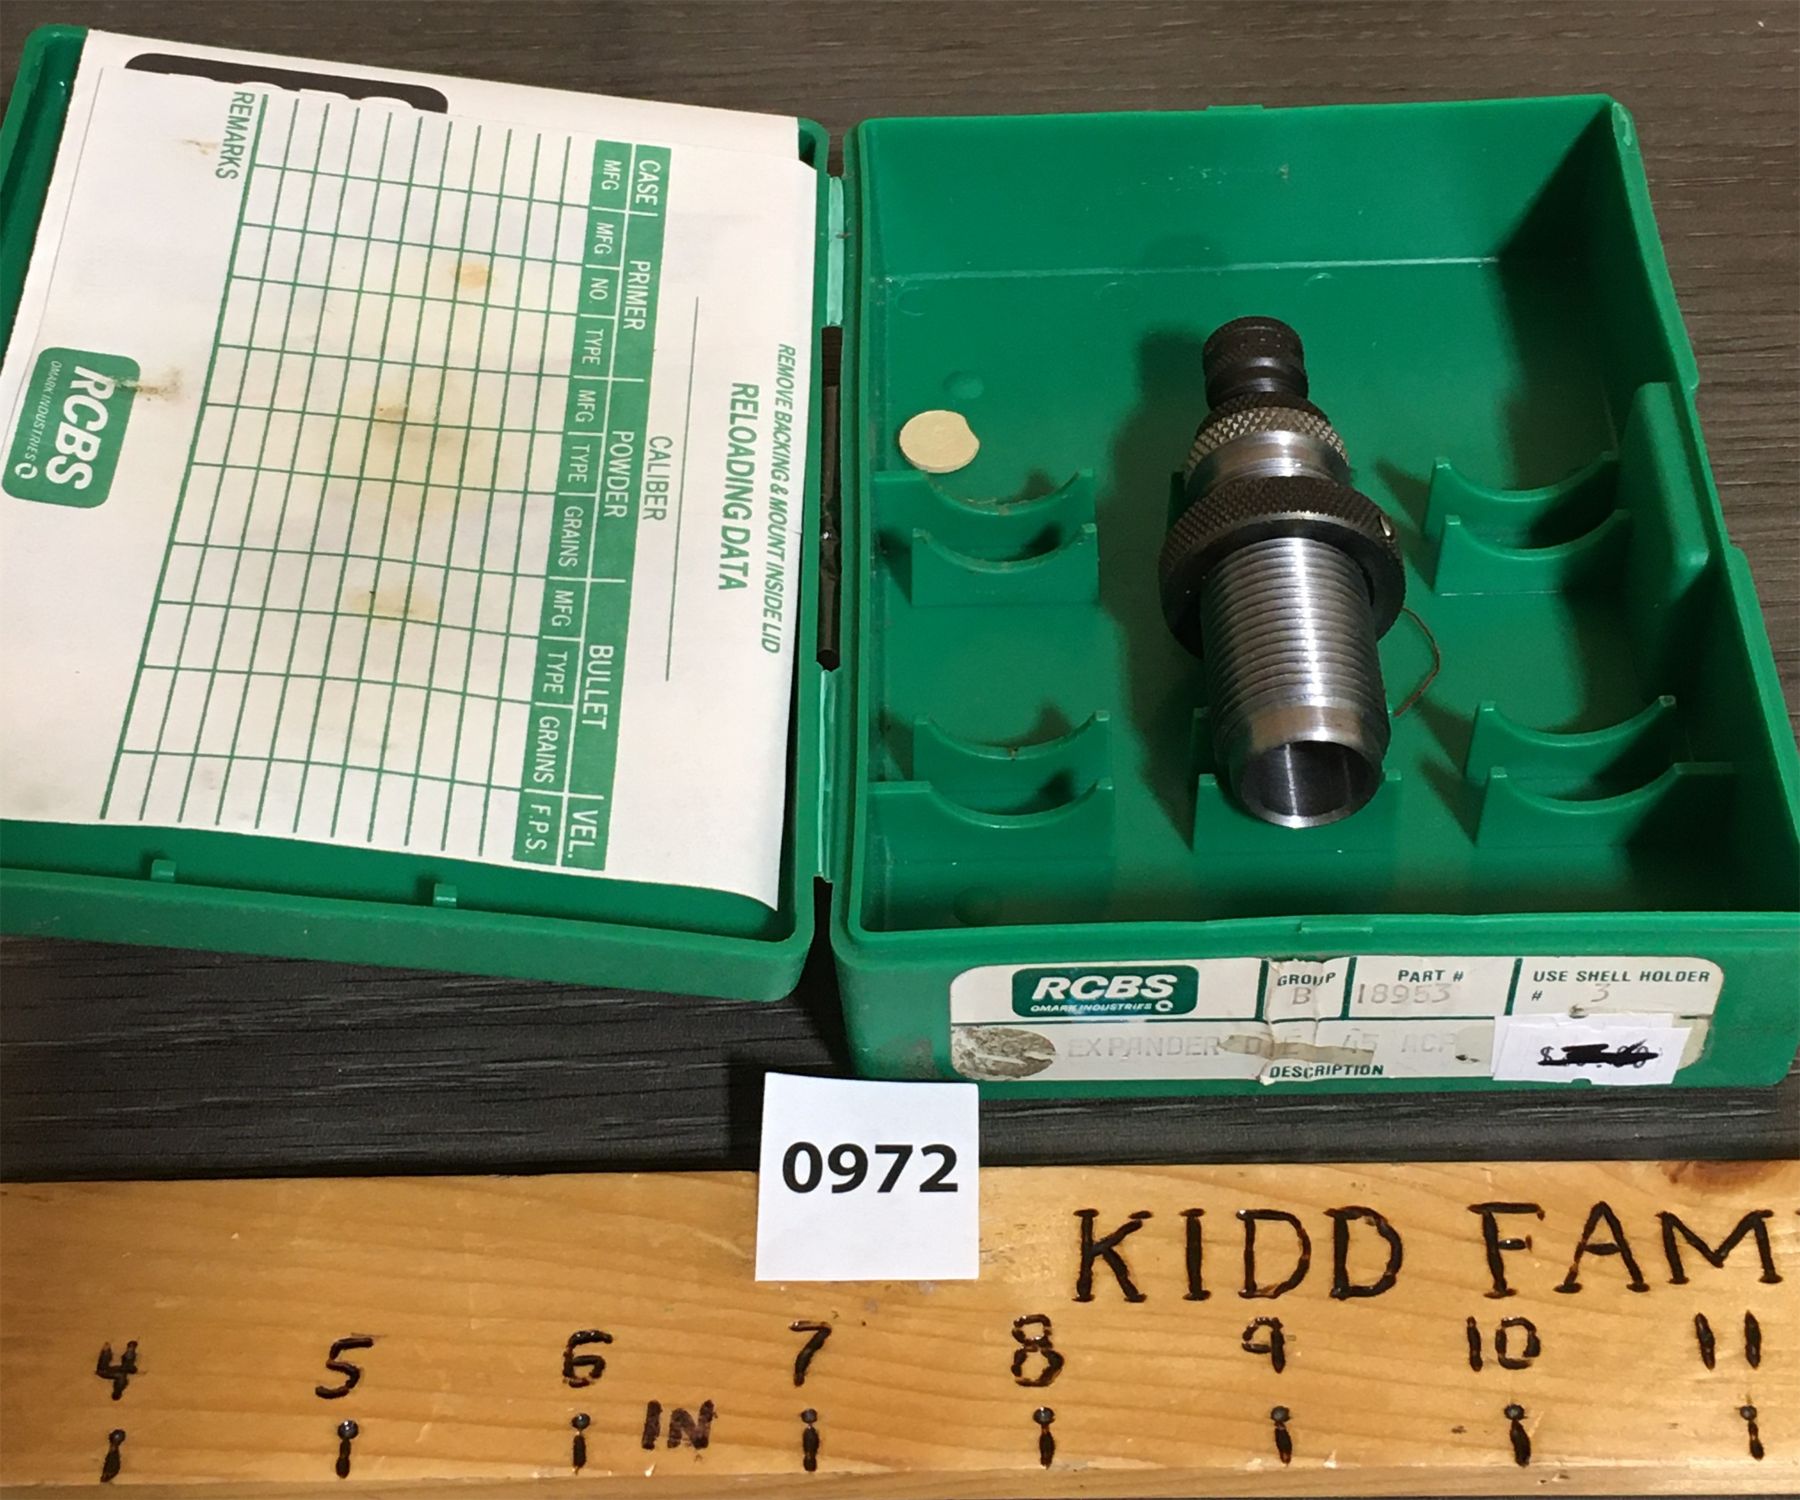 REMOVE BACKING & MOUNT INSIDE LID
RELOADING DATA
CALIBER
CASE PRIMER POWDER BULLET VEL.
MFG MFG NO. TYPE MFG TYPE GRAINS MFG TYPE GRAINS F.P.S.
REMARKS
RCBS
OMARK INDUSTRIES
RCBS
OMARK INDUSTRIES
GROUP
B
PART #
18953
USE SHELL HOLDER
# 3
EXPANDER DIE 45 ACP
DESCRIPTION
0972
KIDD FAM
4 5 6 7 8 9 10 11
IN